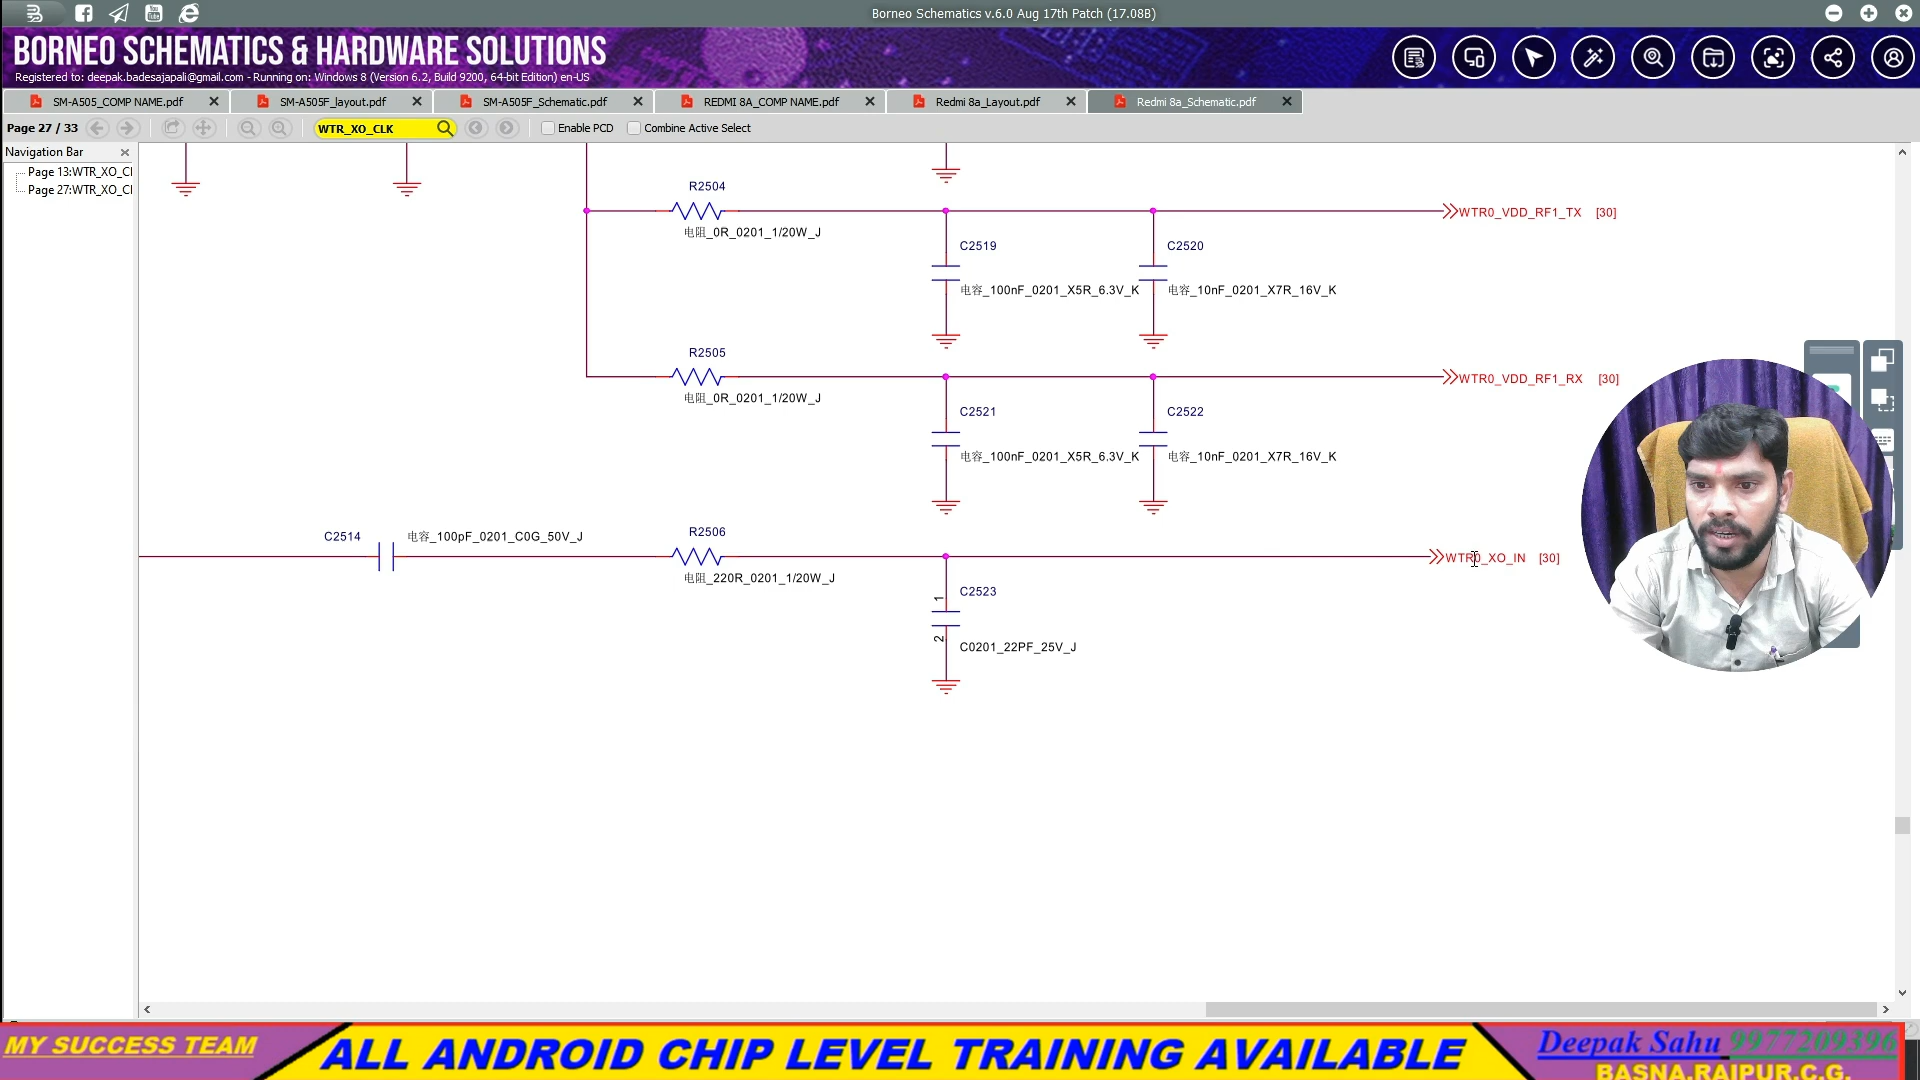 Borneo Schematics v.6.0 Aug 17th Patch (17.08B)
BORNEO SCHEMATICS & HARDWARE SOLUTIONS
Registered to: deepak.badesajapali@gmail.com - Running on: Windows 8 (Version 6.2, Build 9200, 64-bit Edition) en-US
SM-A505_COMP NAME.pdf
SM-A505F_layout.pdf
SM-A505F_Schematic.pdf
REDMI 8A_COMP NAME.pdf
Redmi 8a_Layout.pdf
Redmi 8a_Schematic.pdf
Page 27 / 33
WTR_XO_CLK
Enable PCD
Combine Active Select
Navigation Bar
Page 13:WTR_XO_Cl
Page 27:WTR_XO_Cl
R2504
电阻_0R_0201_1/20W_J
WTR0_VDD_RF1_TX [30]
C2519
电容_100nF_0201_X5R_6.3V_K
C2520
电容_10nF_0201_X7R_16V_K
R2505
电阻_0R_0201_1/20W_J
WTR0_VDD_RF1_RX [30]
C2521
电容_100nF_0201_X5R_6.3V_K
C2522
电容_10nF_0201_X7R_16V_K
C2514
电容_100pF_0201_C0G_50V_J
R2506
电阻_220R_0201_1/20W_J
WTR0_XO_IN [30]
1
C2523
2
C0201_22PF_25V_J
MY SUCCESS TEAM
ALL ANDROID CHIP LEVEL TRAINING AVAILABLE
Deepak Sahu 9977209396
BASNA,RAIPUR,C.G.